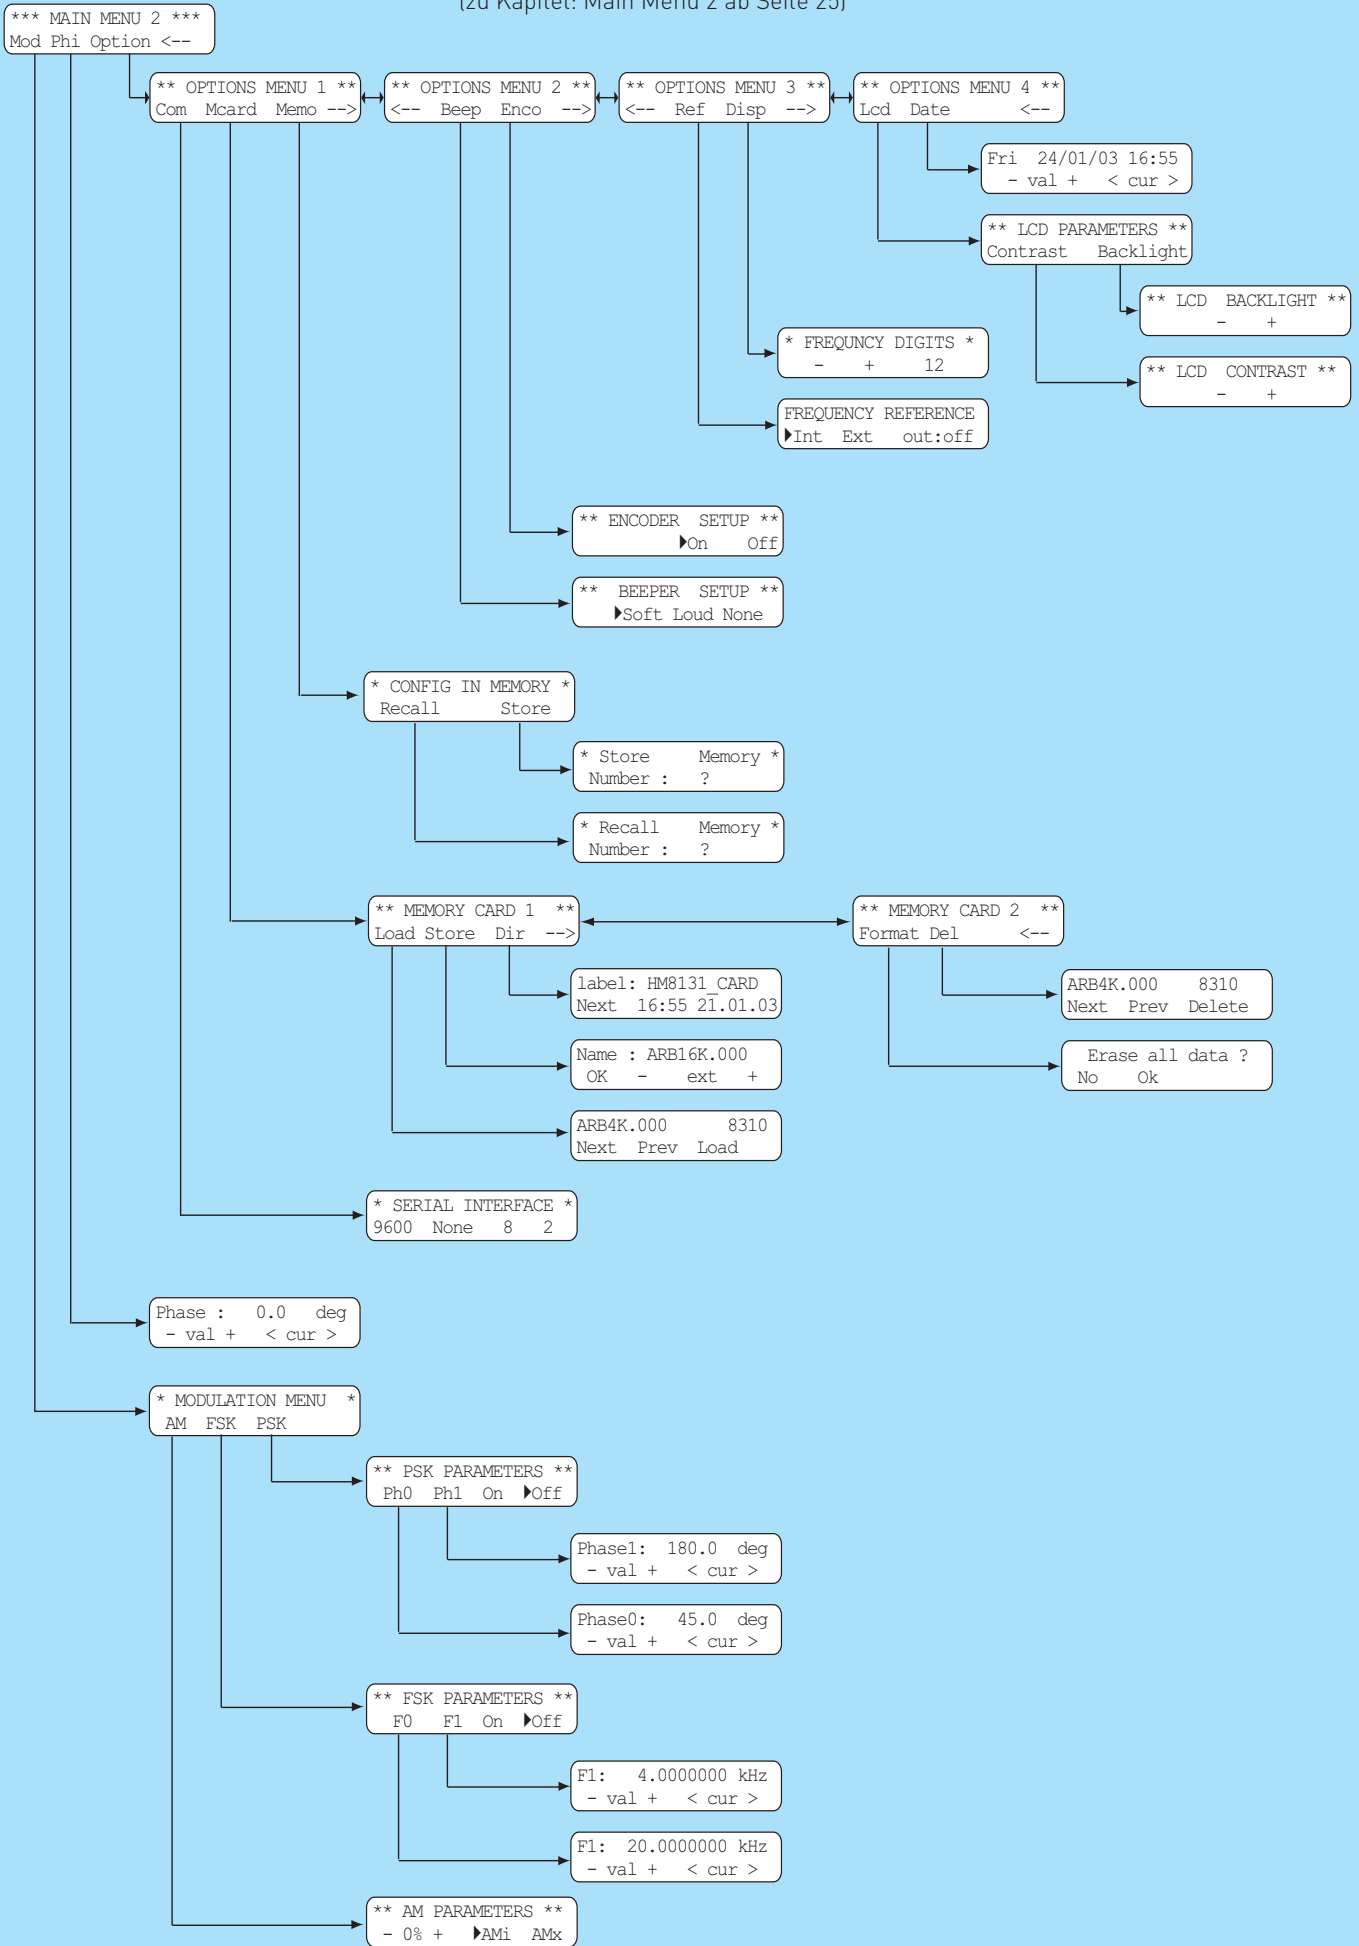 (zu Kapitel: Main Menu 2 ab Seite 25)
*** MAIN MENU 2 ***
Mod Phi Option <--
** OPTIONS MENU 1 **
Com Mcard Memo -->
** OPTIONS MENU 2 **
<-- Beep Enco -->
** OPTIONS MENU 3 **
<-- Ref Disp -->
** OPTIONS MENU 4 **
Lcd Date <--
Fri 24/01/03 16:55
- val + < cur >
** LCD PARAMETERS **
Contrast Backlight
** LCD BACKLIGHT **
- +
** LCD CONTRAST **
- +
* FREQUNCY DIGITS *
- + 12
FREQUENCY REFERENCE
Int Ext out:off
** ENCODER SETUP **
On Off
** BEEPER SETUP **
Soft Loud None
* CONFIG IN MEMORY *
Recall Store
* Store Memory *
Number : ?
* Recall Memory *
Number : ?
** MEMORY CARD 1 **
Load Store Dir -->
** MEMORY CARD 2 **
Format Del <--
label: HM8131_CARD
Next 16:55 21.01.03
Name : ARB16K.000
OK - ext +
ARB4K.000 8310
Next Prev Load
ARB4K.000 8310
Next Prev Delete
Erase all data ?
No Ok
* SERIAL INTERFACE *
9600 None 8 2
Phase : 0.0 deg
- val + < cur >
* MODULATION MENU *
AM FSK PSK
** PSK PARAMETERS **
Ph0 Ph1 On Off
Phase1: 180.0 deg
- val + < cur >
Phase0: 45.0 deg
- val + < cur >
** FSK PARAMETERS **
F0 F1 On Off
F1: 4.0000000 kHz
- val + < cur >
F1: 20.0000000 kHz
- val + < cur >
** AM PARAMETERS **
- 0% + AMi AMx